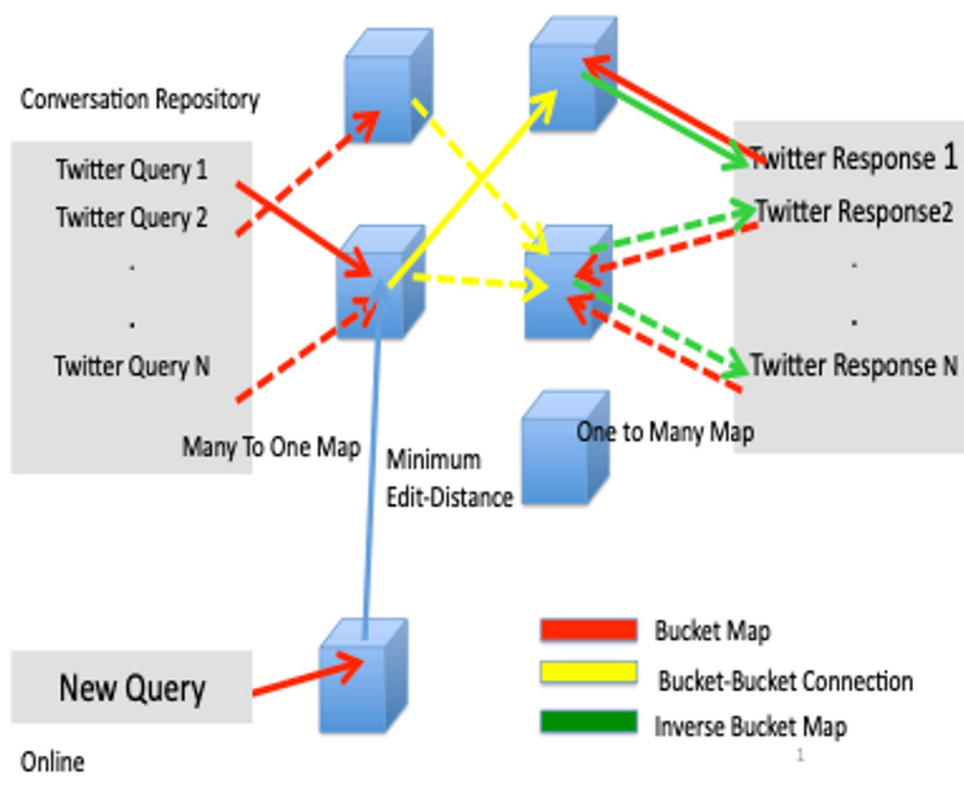 Conversation Repository
Twitter Query 1
Twitter Query 2
.
.
Twitter Query N
Many To One Map
Minimum
Edit-Distance
Twitter Response 1
Twitter Response2
.
.
Twitter Response N
One to Many Map
New Query
Online
Bucket Map
Bucket-Bucket Connection
Inverse Bucket Map
1